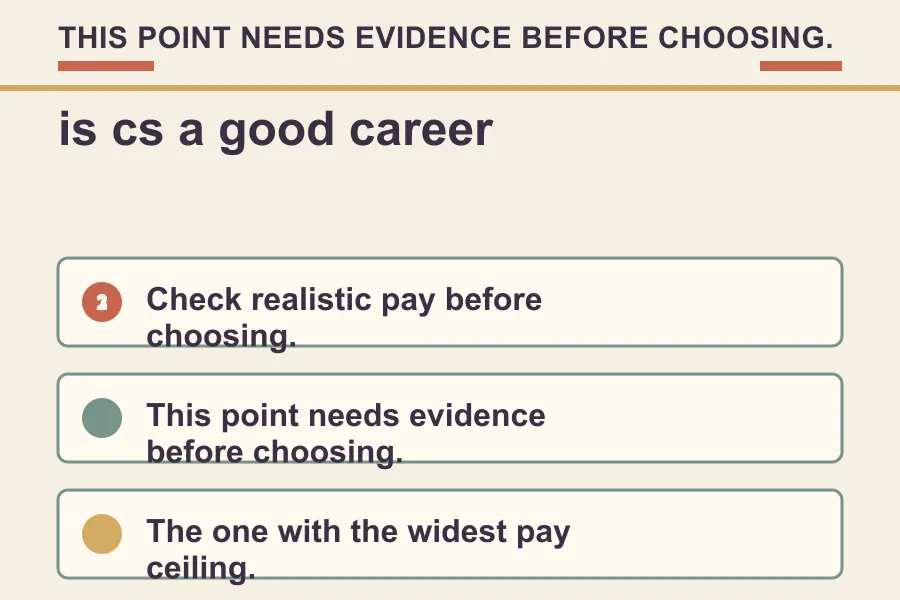 THIS POINT NEEDS EVIDENCE BEFORE CHOOSING.
is cs a good career
Check realistic pay before
choosing.
This point needs evidence
before choosing.
The one with the widest pay
ceiling.